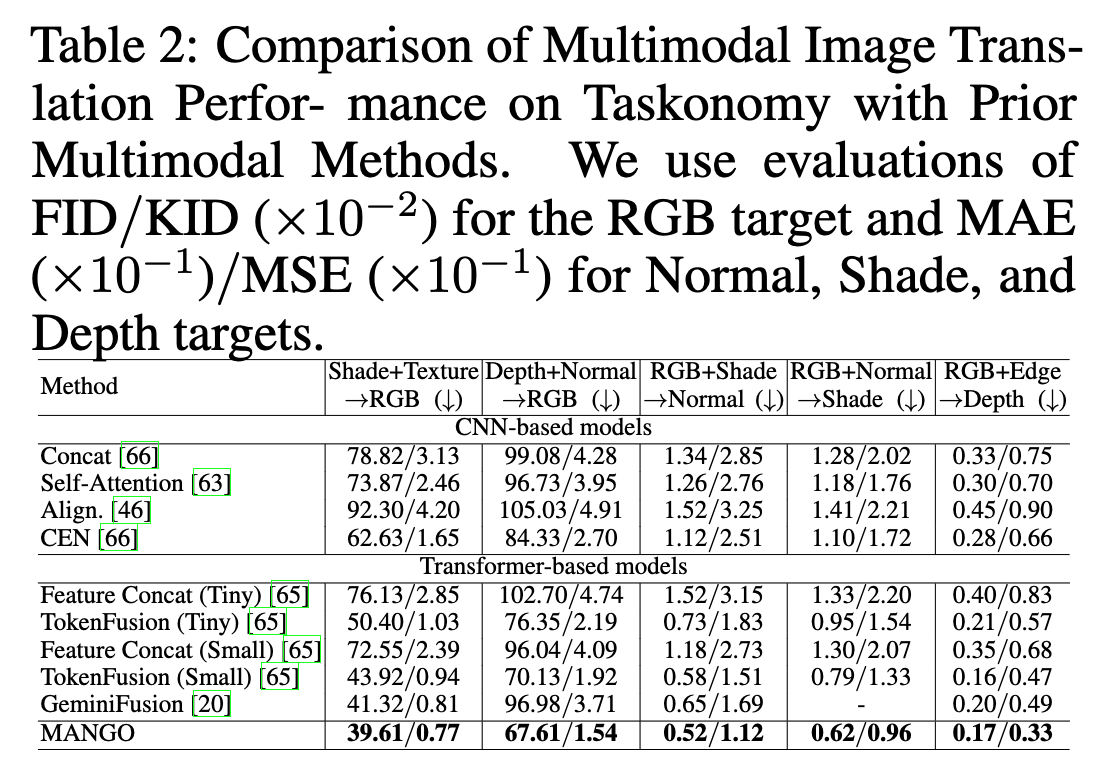 Table 2: Comparison of Multimodal Image Trans-
lation Perfor- mance on Taskonomy with Prior
Multimodal Methods. We use evaluations of
FID/KID (×10⁻²) for the RGB target and MAE
(×10⁻¹)/MSE (×10⁻¹) for Normal, Shade, and
Depth targets.
Method Shade+Texture →RGB (↓) Depth+Normal →RGB (↓) RGB+Shade →Normal (↓) RGB+Normal →Shade (↓) RGB+Edge →Depth (↓)
CNN-based models
Concat [66] 78.82/3.13 99.08/4.28 1.34/2.85 1.28/2.02 0.33/0.75
Self-Attention [63] 73.87/2.46 96.73/3.95 1.26/2.76 1.18/1.76 0.30/0.70
Align. [46] 92.30/4.20 105.03/4.91 1.52/3.25 1.41/2.21 0.45/0.90
CEN [66] 62.63/1.65 84.33/2.70 1.12/2.51 1.10/1.72 0.28/0.66
Transformer-based models
Feature Concat (Tiny) [65] 76.13/2.85 102.70/4.74 1.52/3.15 1.33/2.20 0.40/0.83
TokenFusion (Tiny) [65] 50.40/1.03 76.35/2.19 0.73/1.83 0.95/1.54 0.21/0.57
Feature Concat (Small) [65] 72.55/2.39 96.04/4.09 1.18/2.73 1.30/2.07 0.35/0.68
TokenFusion (Small) [65] 43.92/0.94 70.13/1.92 0.58/1.51 0.79/1.33 0.16/0.47
GeminiFusion [20] 41.32/0.81 96.98/3.71 0.65/1.69 - 0.20/0.49
MANGO 39.61/0.77 67.61/1.54 0.52/1.12 0.62/0.96 0.17/0.33